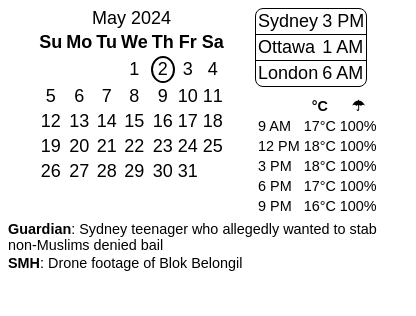 May 2024
Su Mo Tu We Th Fr Sa
1 2 3 4
5 6 7 8 9 10 11
12 13 14 15 16 17 18
19 20 21 22 23 24 25
26 27 28 29 30 31
Sydney 3 PM
Ottawa 1 AM
London 6 AM
°C ☂
9 AM 17°C 100%
12 PM 18°C 100%
3 PM 18°C 100%
6 PM 17°C 100%
9 PM 16°C 100%
Guardian: Sydney teenager who allegedly wanted to stab
non-Muslims denied bail
SMH: Drone footage of Blok Belongil